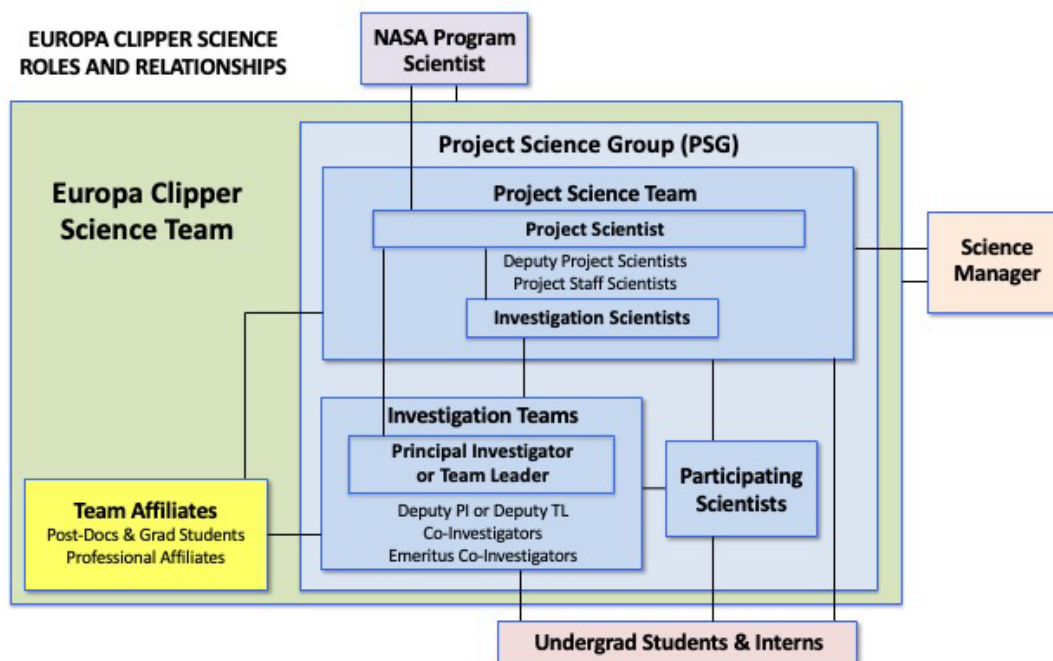 EUROPA CLIPPER SCIENCE
ROLES AND RELATIONSHIPS
NASA Program
Scientist
Project Science Group (PSG)
Europa Clipper
Science Team
Project Science Team
Project Scientist
Deputy Project Scientists
Project Staff Scientists
Investigation Scientists
Science
Manager
Investigation Teams
Principal Investigator
or Team Leader
Deputy PI or Deputy TL
Co-Investigators
Emeritus Co-Investigators
Participating
Scientists
Team Affiliates
Post-Docs & Grad Students
Professional Affiliates
Undergrad Students & Interns